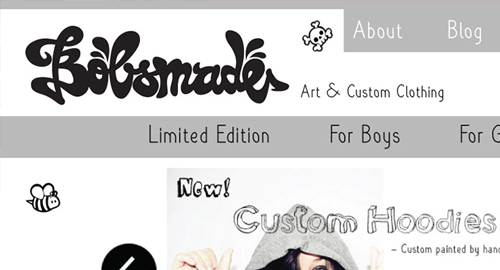 About Blog
Bobsmade
Art & Custom Clothing
Limited Edition For Boys For G
New!
Custom Hoodies
– Custom painted by hand